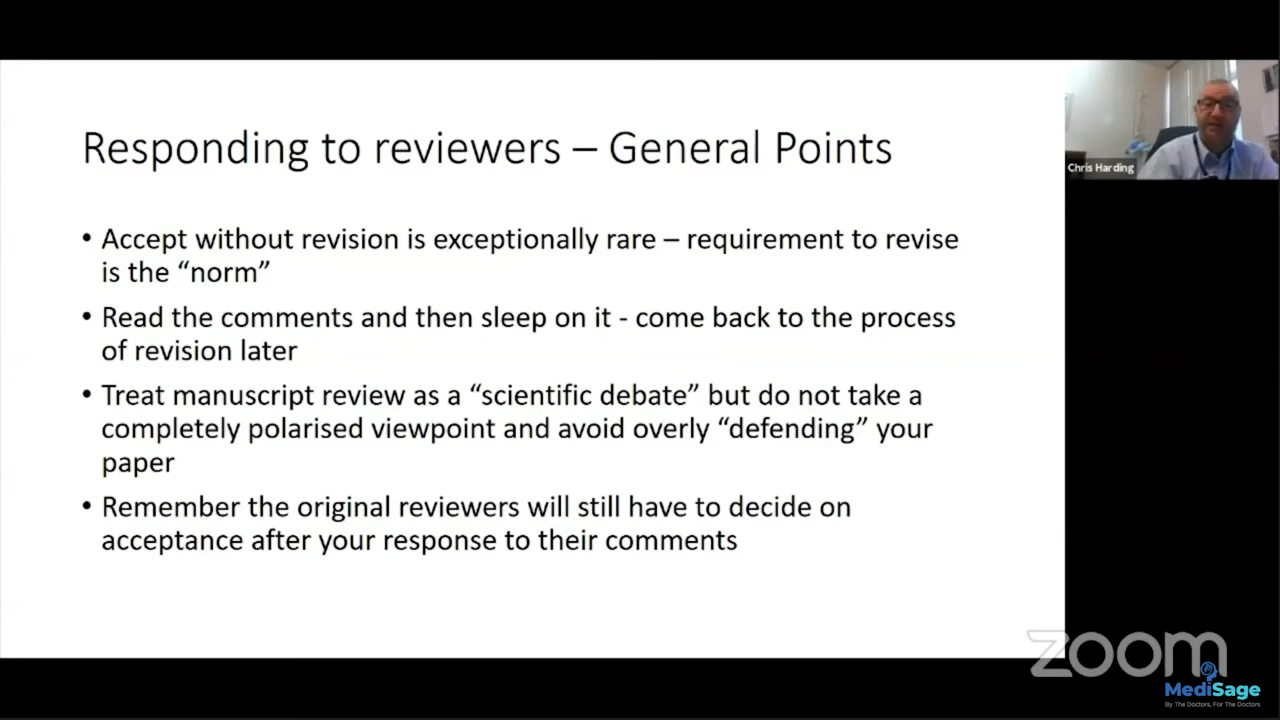 Responding to reviewers – General Points
• Accept without revision is exceptionally rare – requirement to revise
is the “norm”
• Read the comments and then sleep on it - come back to the process
of revision later
• Treat manuscript review as a “scientific debate” but do not take a
completely polarised viewpoint and avoid overly “defending” your
paper
• Remember the original reviewers will still have to decide on
acceptance after your response to their comments
Chris Harding
zoom
MediSage
By The Doctors, For The Doctors